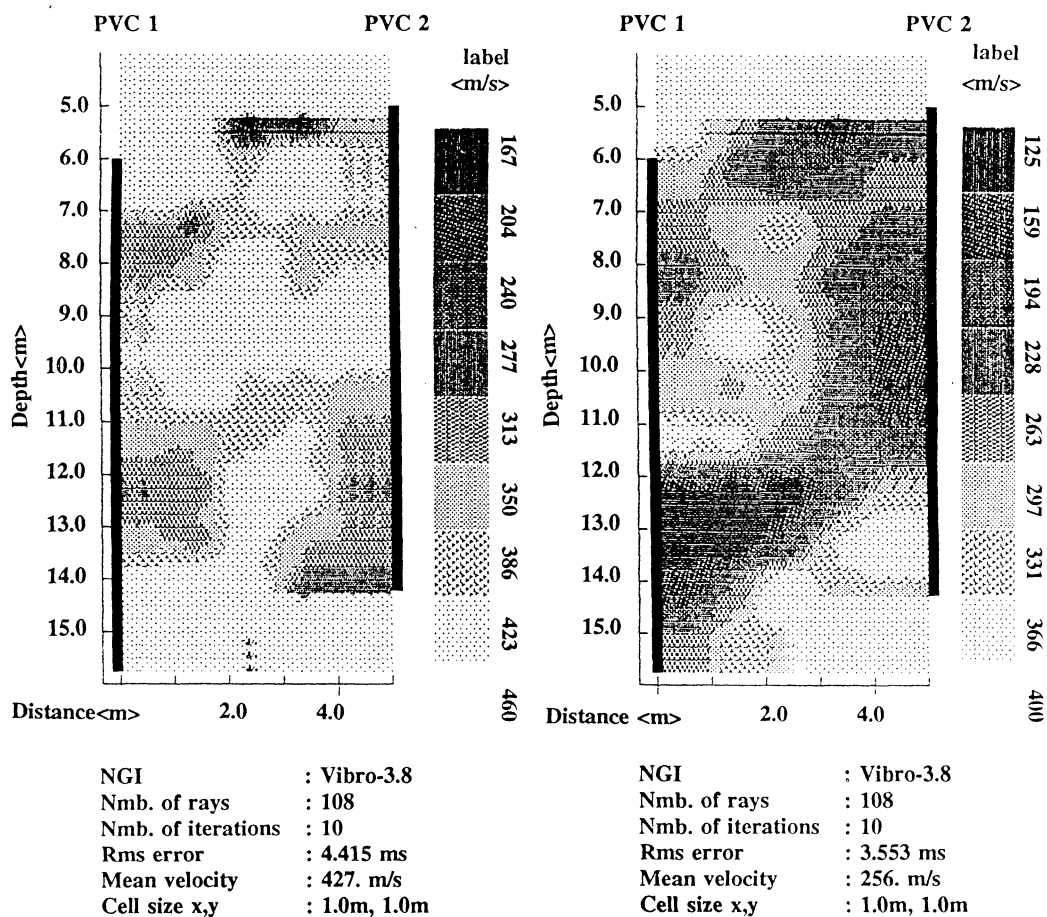 PVC 1
PVC 2
label
<m/s>
5.0
6.0
7.0
8.0
9.0
10.0
11.0
12.0
13.0
14.0
15.0
Depth<m>
167
204
240
277
313
350
386
423
460
Distance<m>
2.0
4.0
NGI : Vibro-3.8
Nmb. of rays : 108
Nmb. of iterations : 10
Rms error : 4.415 ms
Mean velocity : 427. m/s
Cell size x,y : 1.0m, 1.0m
PVC 1
PVC 2
label
<m/s>
5.0
6.0
7.0
8.0
9.0
10.0
11.0
12.0
13.0
14.0
15.0
Depth<m>
125
159
194
228
263
297
331
366
400
Distance <m>
2.0
4.0
NGI : Vibro-3.8
Nmb. of rays : 108
Nmb. of iterations : 10
Rms error : 3.553 ms
Mean velocity : 256. m/s
Cell size x,y : 1.0m, 1.0m